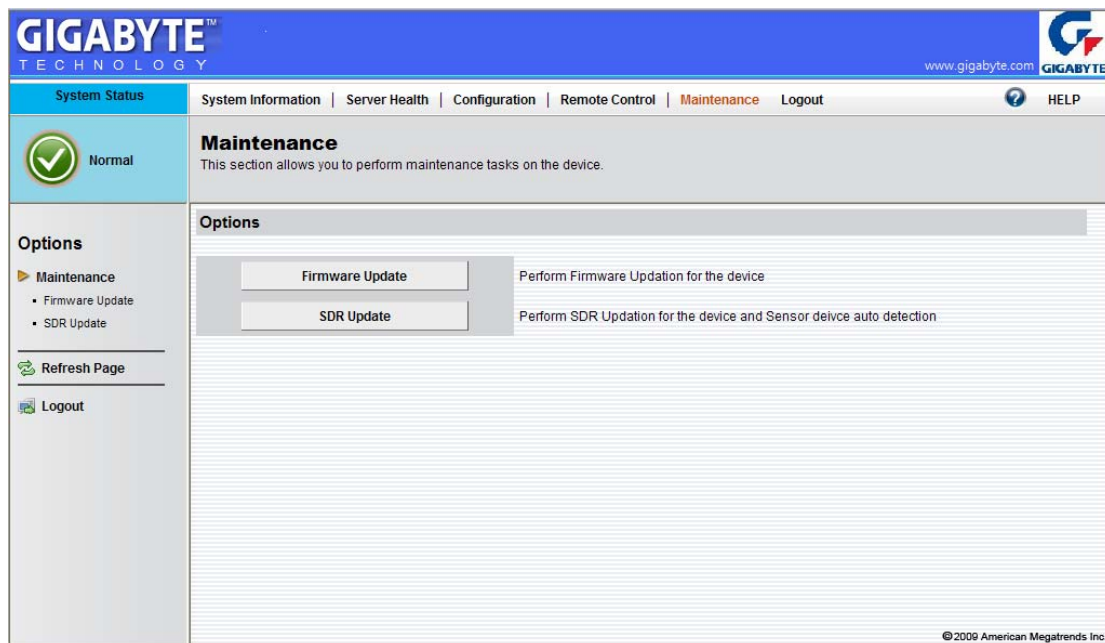 GIGABYTE™
TECHNOLOGY
www.gigabyte.com
GIGABYTE
System Status
System Information | Server Health | Configuration | Remote Control | Maintenance Logout
HELP
Normal
Maintenance
This section allows you to perform maintenance tasks on the device.
Options
Maintenance
Firmware Update
SDR Update
Refresh Page
Logout
Options
Firmware Update Perform Firmware Updation for the device
SDR Update Perform SDR Updation for the device and Sensor deivce auto detection
©2009 American Megatrends Inc